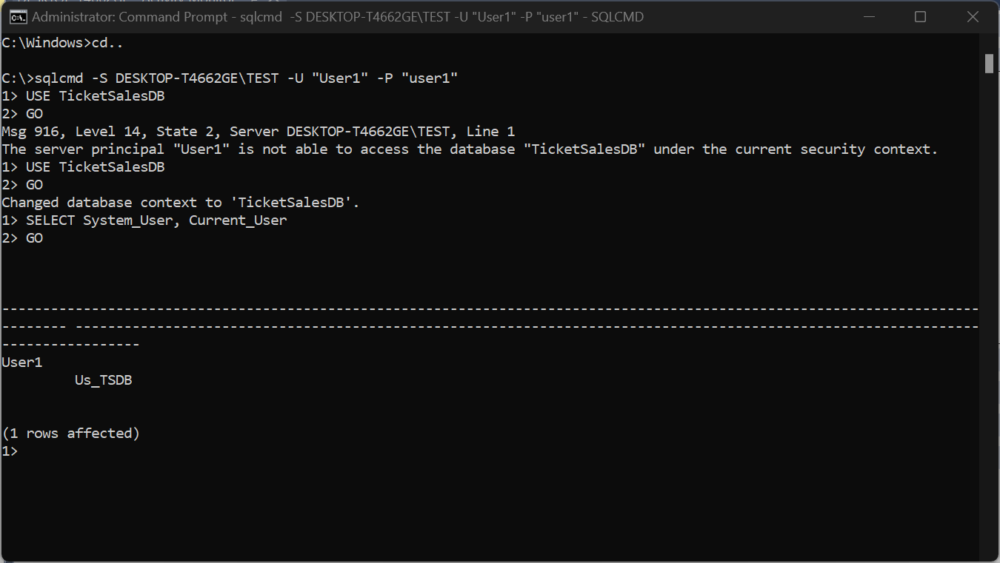 Administrator: Command Prompt - sqlcmd  -S DESKTOP-T4662GE\TEST -U "User1" -P "user1" - SQLCMD
C:\Windows>cd..
C:\>sqlcmd -S DESKTOP-T4662GE\TEST -U "User1" -P "user1"
1> USE TicketSalesDB
2> GO
Msg 916, Level 14, State 2, Server DESKTOP-T4662GE\TEST, Line 1
The server principal "User1" is not able to access the database "TicketSalesDB" under the current security context.
1> USE TicketSalesDB
2> GO
Changed database context to 'TicketSalesDB'.
1> SELECT System_User, Current_User
2> GO
------------------------------------------------------------------------------------------------------------------------
-------- ---------------------------------------------------------------------------------------------------------------
-----------------
User1
         Us_TSDB
(1 rows affected)
1>